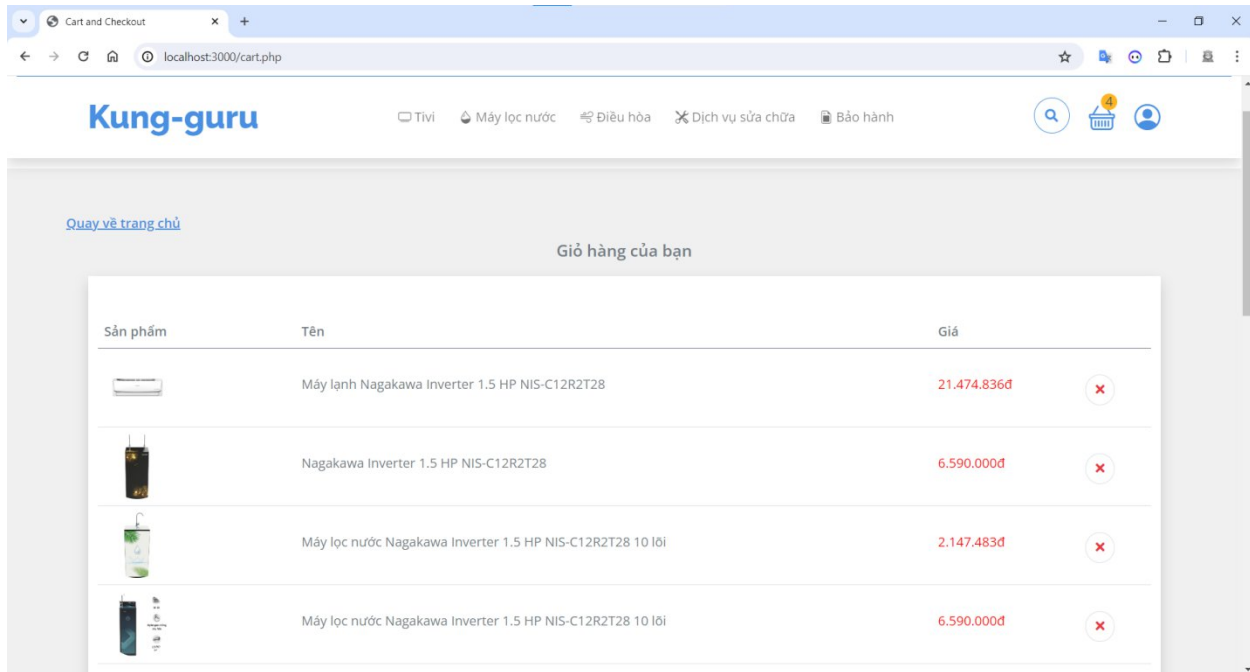 Cart and Checkout
localhost:3000/cart.php
Kung-guru
Tivi Máy lọc nước Điều hòa Dịch vụ sửa chữa Bảo hành
4
Quay về trang chủ
Giỏ hàng của bạn
Sản phẩm Tên Giá
Máy lạnh Nagakawa Inverter 1.5 HP NIS-C12R2T28 21.474.836đ
Nagakawa Inverter 1.5 HP NIS-C12R2T28 6.590.000đ
Máy lọc nước Nagakawa Inverter 1.5 HP NIS-C12R2T28 10 lõi 2.147.483đ
Máy lọc nước Nagakawa Inverter 1.5 HP NIS-C12R2T28 10 lõi 6.590.000đ